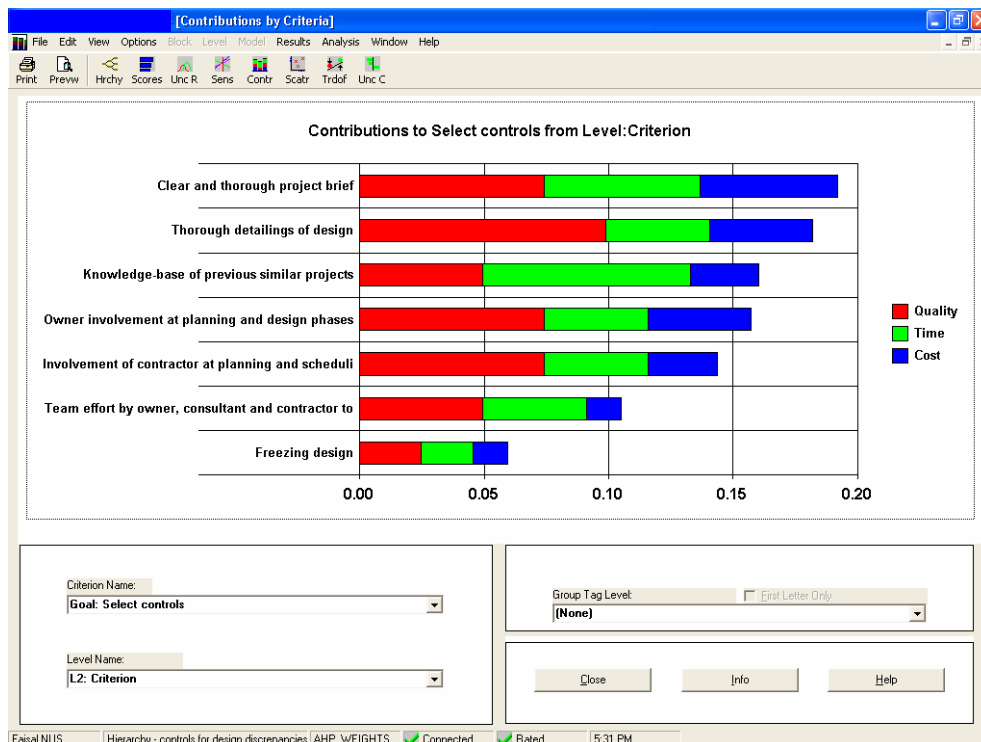 [Contributions by Criteria]
File Edit View Options Block Level Model Results Analysis Window Help
Print Prevw Hrchy Scores Unc R Sens Contr Scatr Trdof Unc C
Contributions to Select controls from Level:Criterion
Clear and thorough project brief
Thorough detailings of design
Knowledge-base of previous similar projects
Owner involvement at planning and design phases
Involvement of contractor at planning and scheduli
Team effort by owner, consultant and contractor to
Freezing design
0.00 0.05 0.10 0.15 0.20
Quality
Time
Cost
Criterion Name:
Goal: Select controls
Level Name:
L2: Criterion
Group Tag Level: First Letter Only
(None)
Close Info Help
Faisal NUS Hierarchy - controls for design discrepancies AHP WEIGHTS Connected Rated 5:31 PM